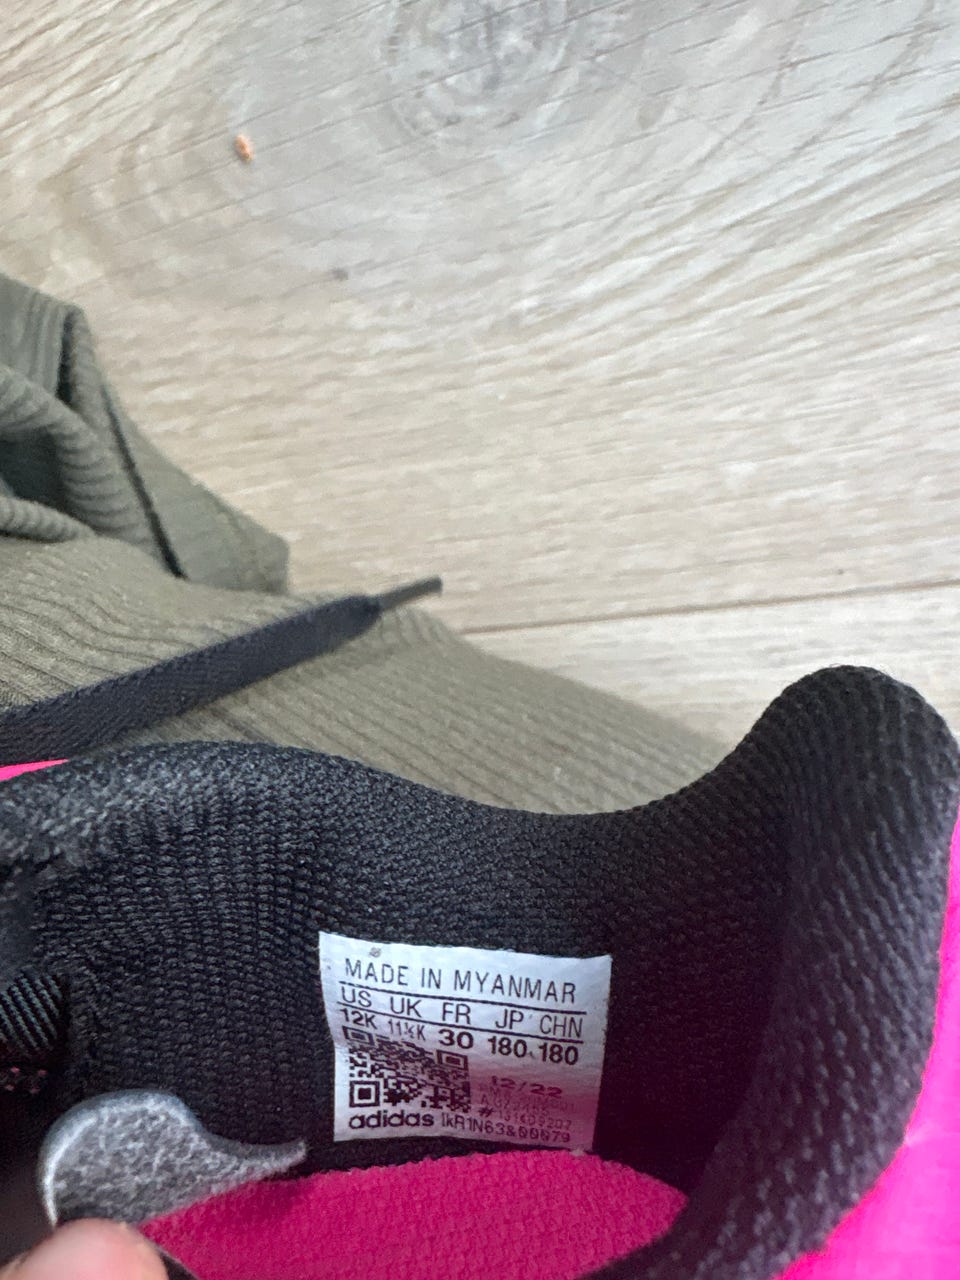 MADE IN MYANMAR
US UK FR JP CHN
12K 11½K 30 180 180
12/22
adidas